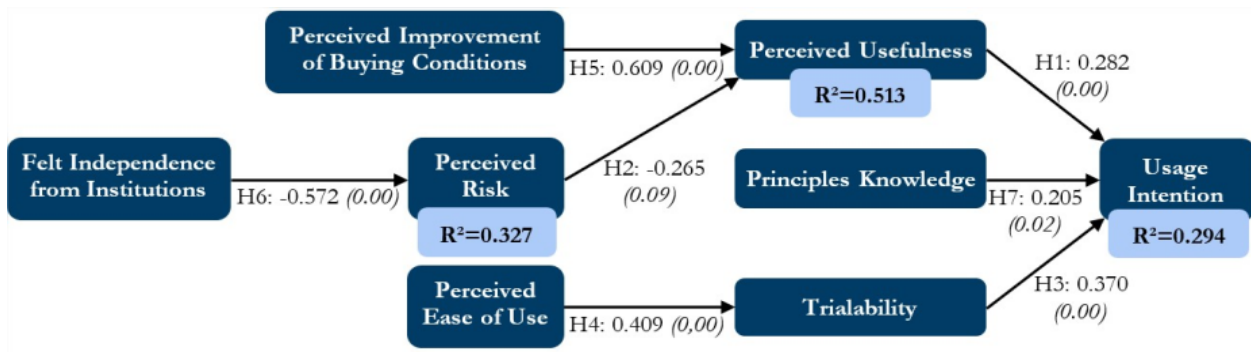 Perceived Improvement
of Buying Conditions
H5: 0.609 (0.00)
Perceived Usefulness
R²=0.513
H1: 0.282
(0.00)
Felt Independence
from Institutions
H6: -0.572 (0.00)
Perceived
Risk
R²=0.327
H2: -0.265
(0.09)
Principles Knowledge
H7: 0.205
(0.02)
Usage
Intention
R²=0.294
Perceived
Ease of Use
H4: 0.409 (0,00)
Trialability
H3: 0.370
(0.00)